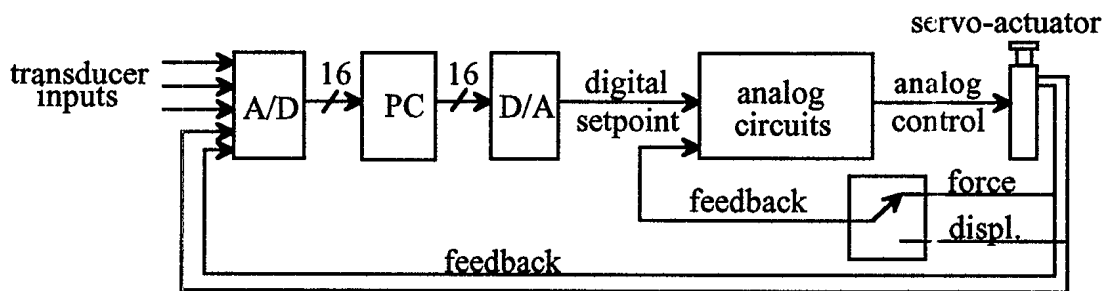 servo-actuator
transducer
inputs
A/D
16
PC
16
D/A
digital
setpoint
analog
circuits
analog
control
feedback
force
displ.
feedback